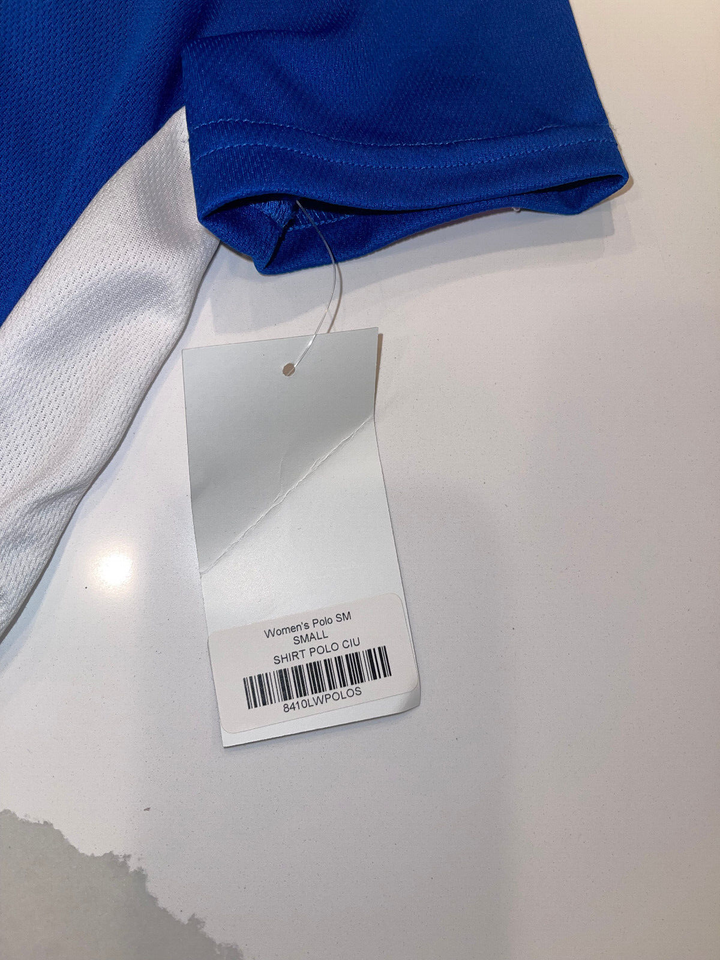 Women's Polo SM
SMALL
SHIRT POLO CIU
8410LWPOLOS